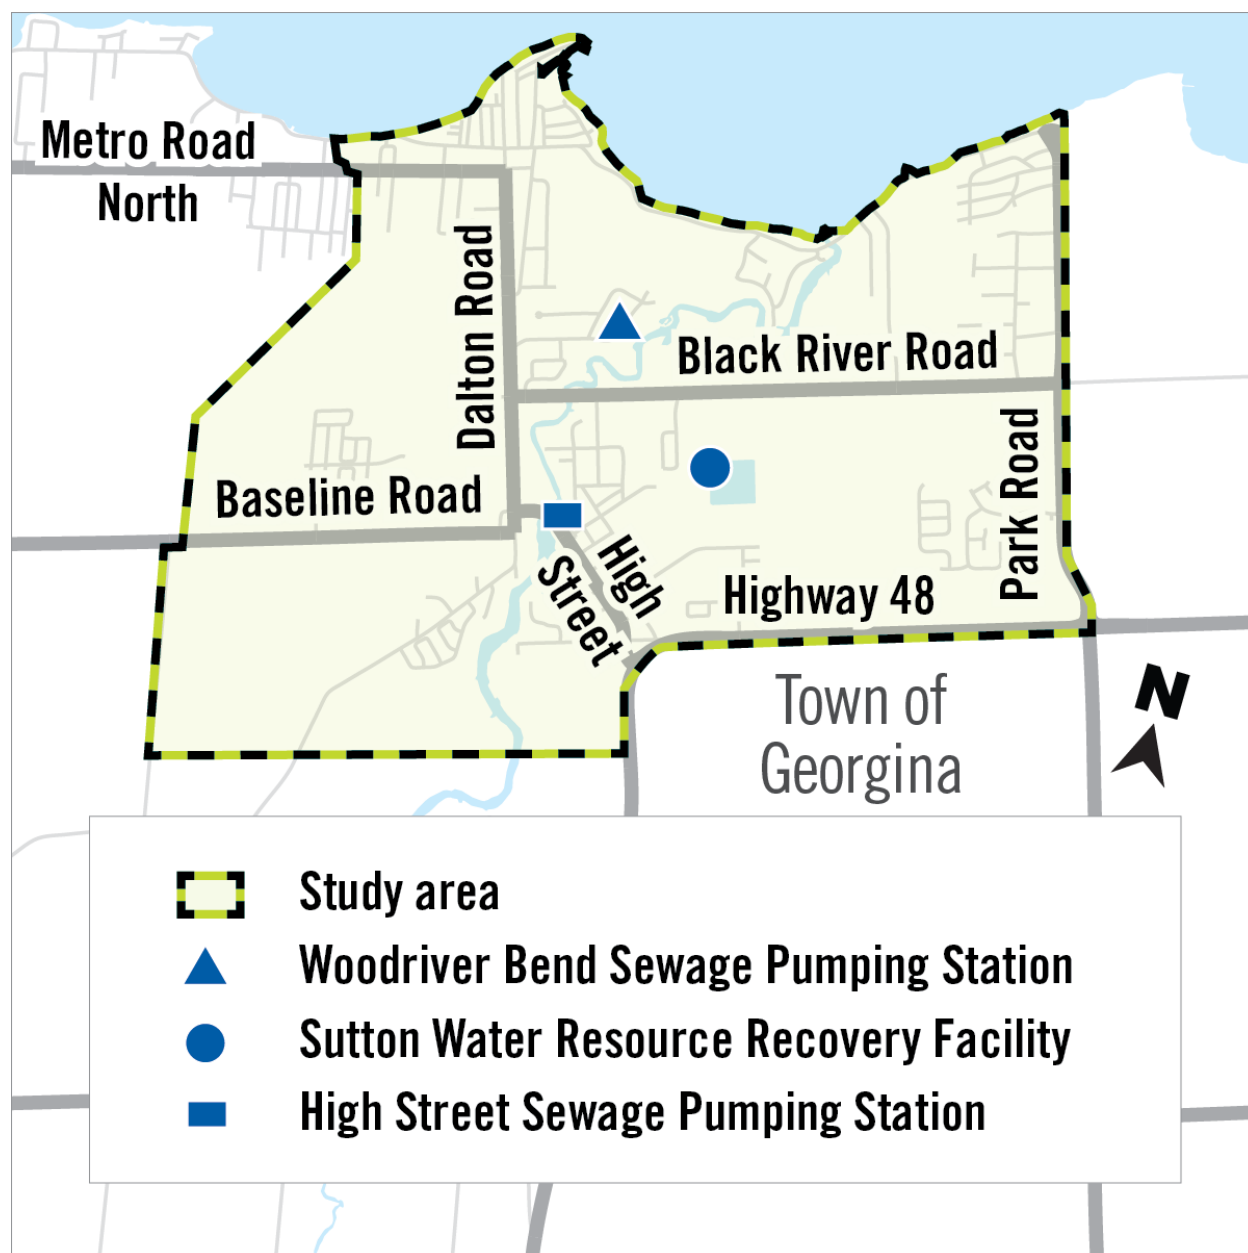 Metro Road
North
Dalton Road
Black River Road
Baseline Road
Park Road
High
Street
Highway 48
Town of
Georgina
N
Study area
Woodriver Bend Sewage Pumping Station
Sutton Water Resource Recovery Facility
High Street Sewage Pumping Station